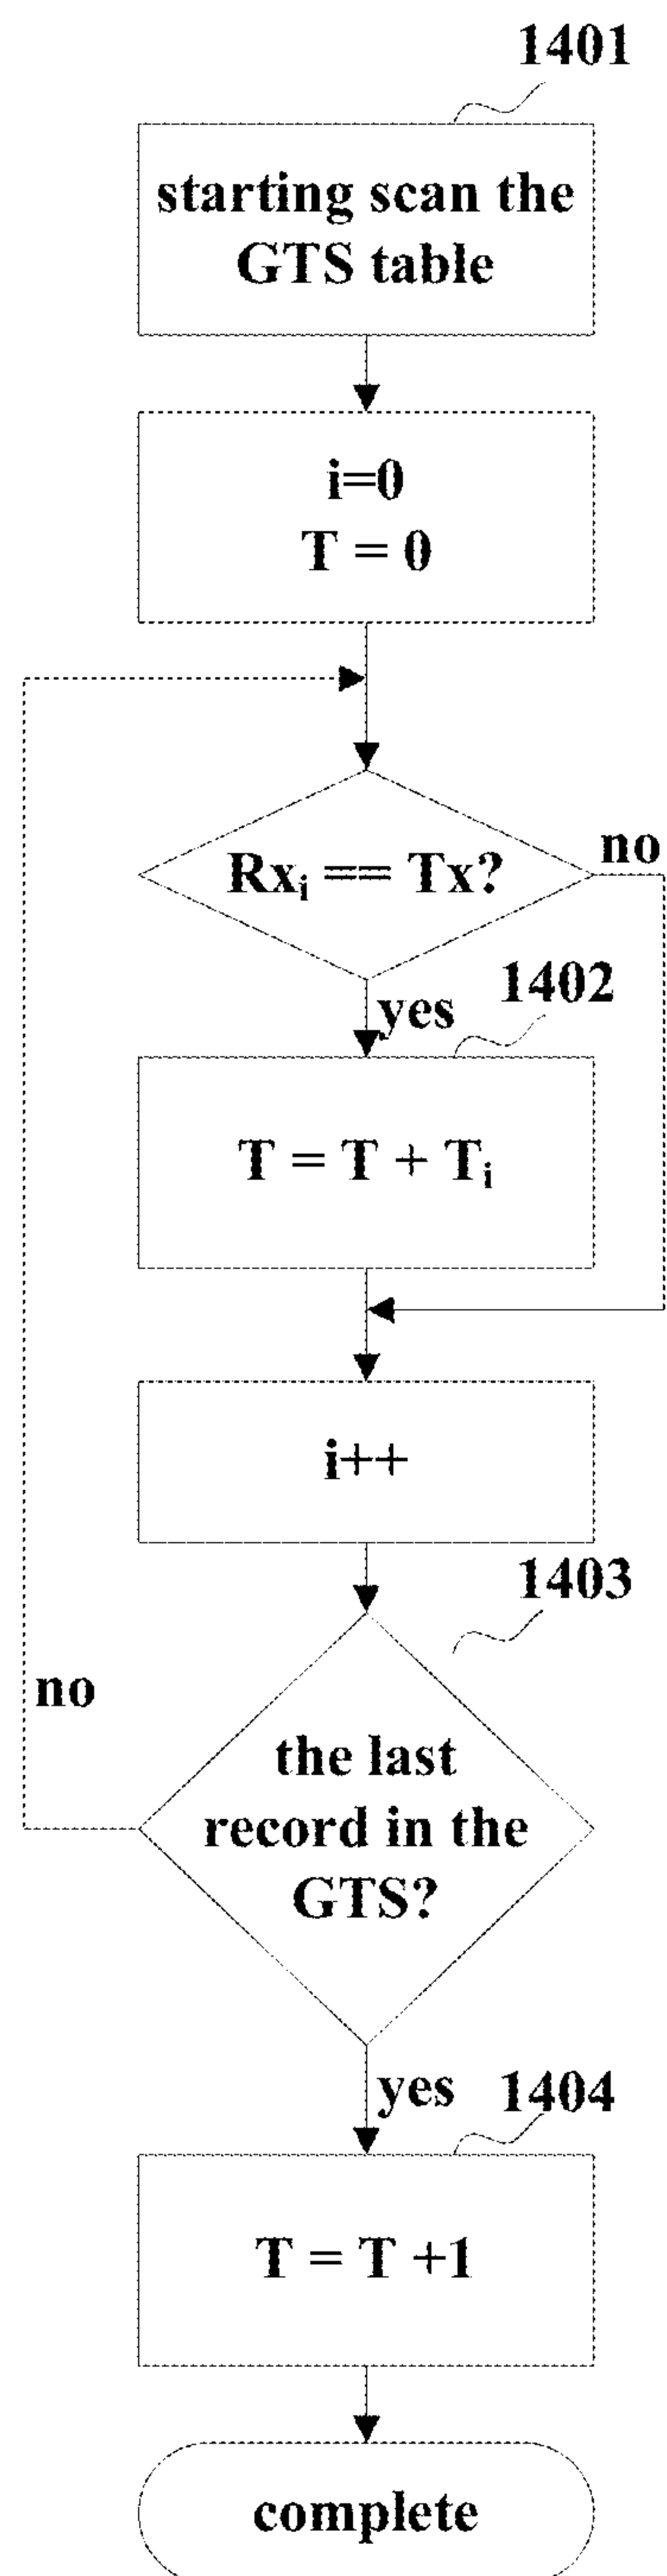 1401
starting scan the
GTS table
i=0
T = 0
Rxᵢ == Tx?
no
yes
1402
T = T + Tᵢ
i++
1403
no
the last
record in the
GTS?
yes
1404
T = T +1
complete